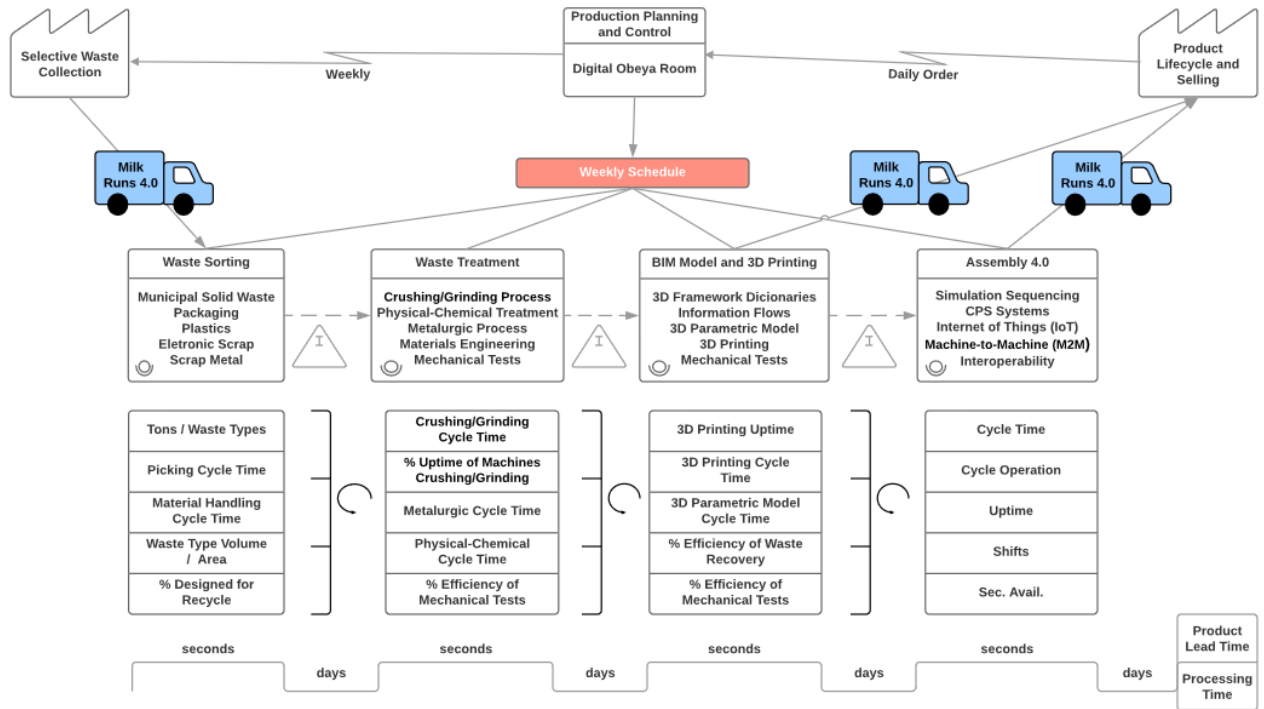 Selective Waste
Collection
Weekly
Production Planning
and Control
Digital Obeya Room
Daily Order
Product
Lifecycle and
Selling
Milk
Runs 4.0
Weekly Schedule
Milk
Runs 4.0
Milk
Runs 4.0
Waste Sorting
Municipal Solid Waste
Packaging
Plastics
Eletronic Scrap
Scrap Metal
I
Waste Treatment
Crushing/Grinding Process
Physical-Chemical Treatment
Metalurgic Process
Materials Engineering
Mechanical Tests
I
BIM Model and 3D Printing
3D Framework Dicionaries
Information Flows
3D Parametric Model
3D Printing
Mechanical Tests
I
Assembly 4.0
Simulation Sequencing
CPS Systems
Internet of Things (IoT)
Machine-to-Machine (M2M)
Interoperability
Tons / Waste Types
Picking Cycle Time
Material Handling
Cycle Time
Waste Type Volume
/ Area
% Designed for
Recycle
Crushing/Grinding
Cycle Time
% Uptime of Machines
Crushing/Grinding
Metalurgic Cycle Time
Physical-Chemical
Cycle Time
% Efficiency of
Mechanical Tests
3D Printing Uptime
3D Printing Cycle
Time
3D Parametric Model
Cycle Time
% Efficiency of Waste
Recovery
% Efficiency of
Mechanical Tests
Cycle Time
Cycle Operation
Uptime
Shifts
Sec. Avail.
seconds
days
seconds
days
seconds
days
seconds
days
Product
Lead Time
Processing
Time